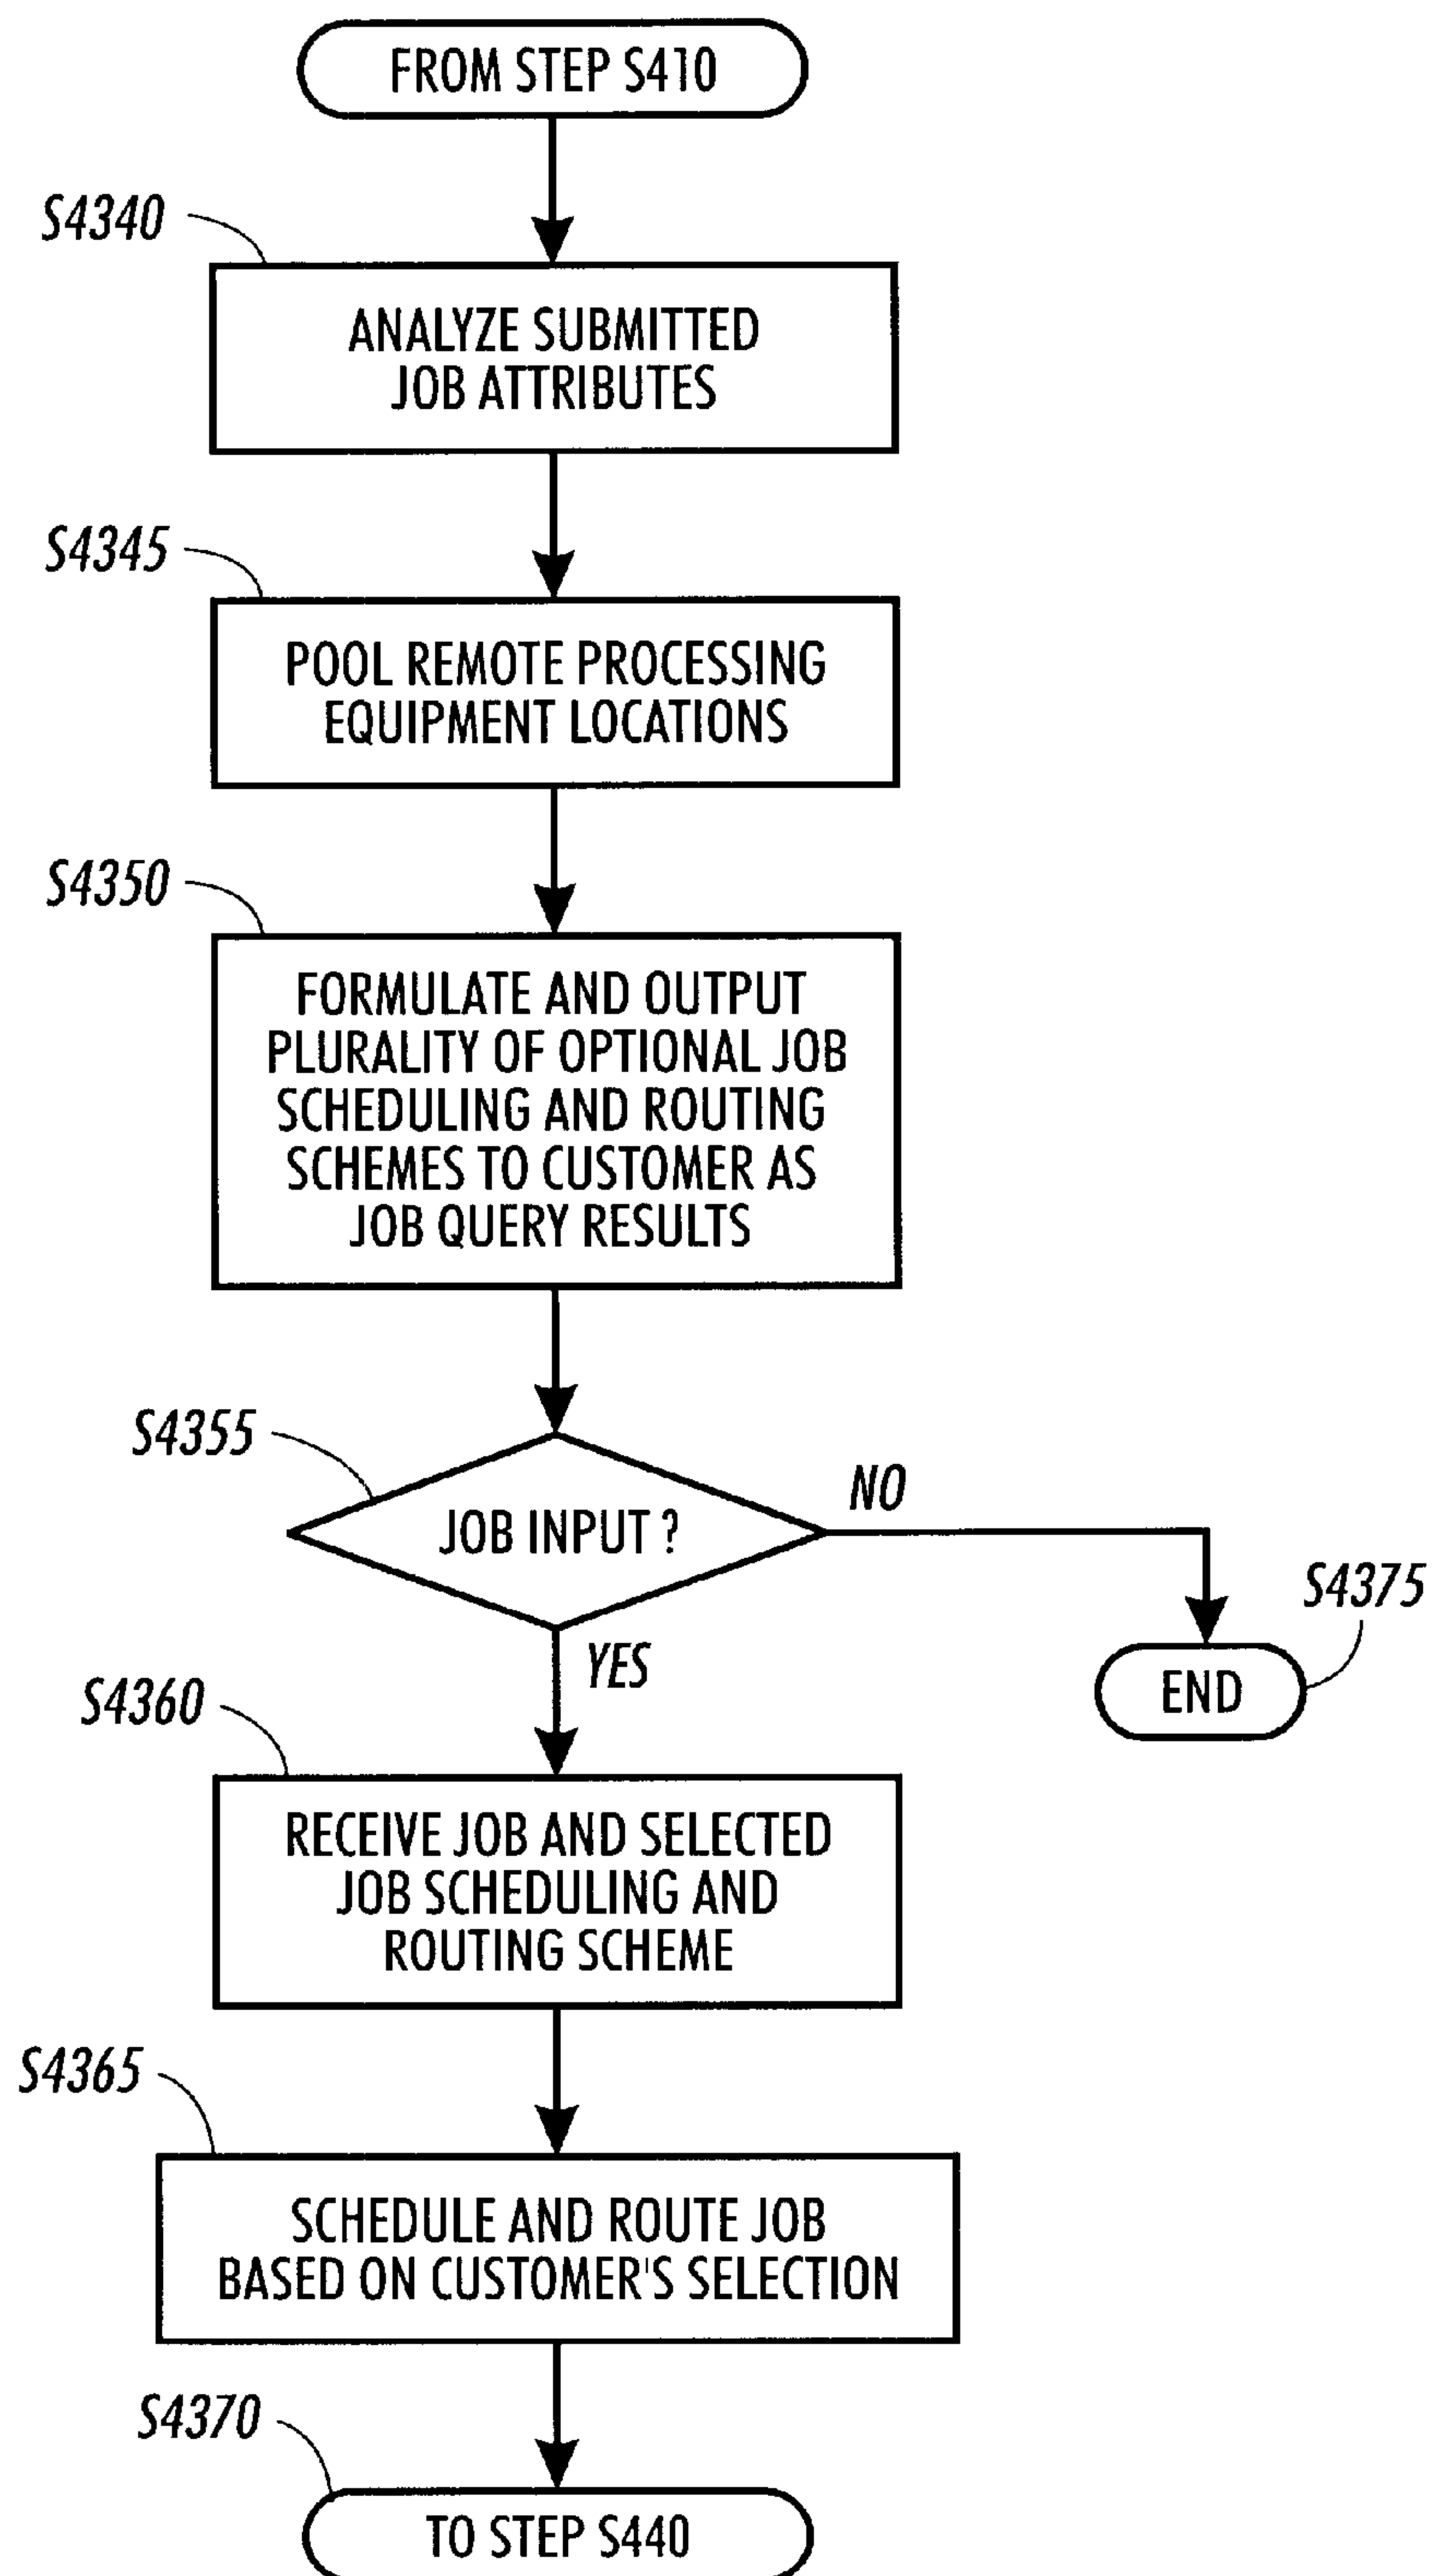 FROM STEP S410
S4340
ANALYZE SUBMITTED
JOB ATTRIBUTES
S4345
POOL REMOTE PROCESSING
EQUIPMENT LOCATIONS
S4350
FORMULATE AND OUTPUT
PLURALITY OF OPTIONAL JOB
SCHEDULING AND ROUTING
SCHEMES TO CUSTOMER AS
JOB QUERY RESULTS
S4355
JOB INPUT ?
NO
S4375
END
YES
S4360
RECEIVE JOB AND SELECTED
JOB SCHEDULING AND
ROUTING SCHEME
S4365
SCHEDULE AND ROUTE JOB
BASED ON CUSTOMER'S SELECTION
S4370
TO STEP S440